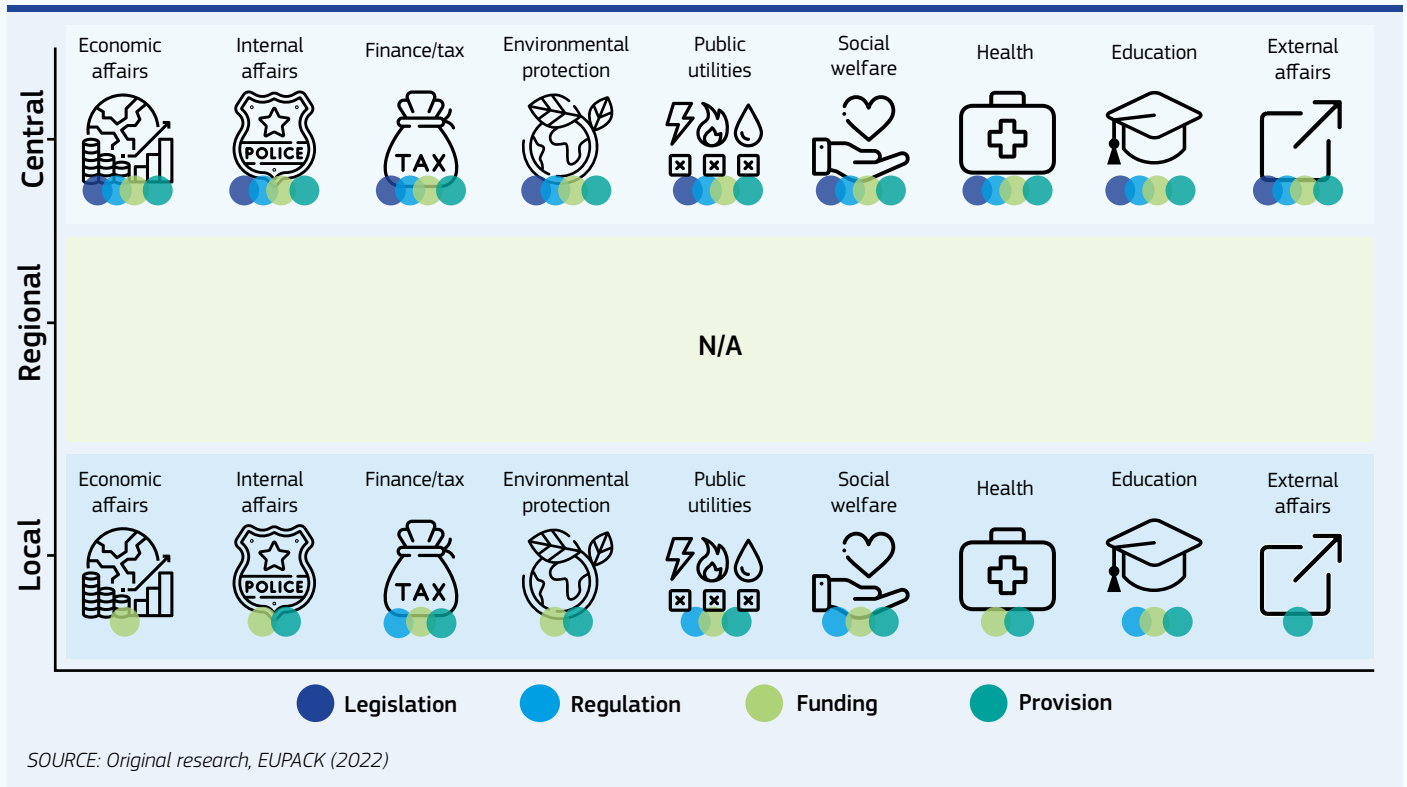 Central
Economic
affairs
Internal
affairs
Finance/tax
Environmental
protection
Public
utilities
Social
welfare
Health
Education
External
affairs
POLICE
TAX
Regional
N/A
Local
Economic
affairs
Internal
affairs
Finance/tax
Environmental
protection
Public
utilities
Social
welfare
Health
Education
External
affairs
POLICE
TAX
Legislation
Regulation
Funding
Provision
SOURCE: Original research, EUPACK (2022)